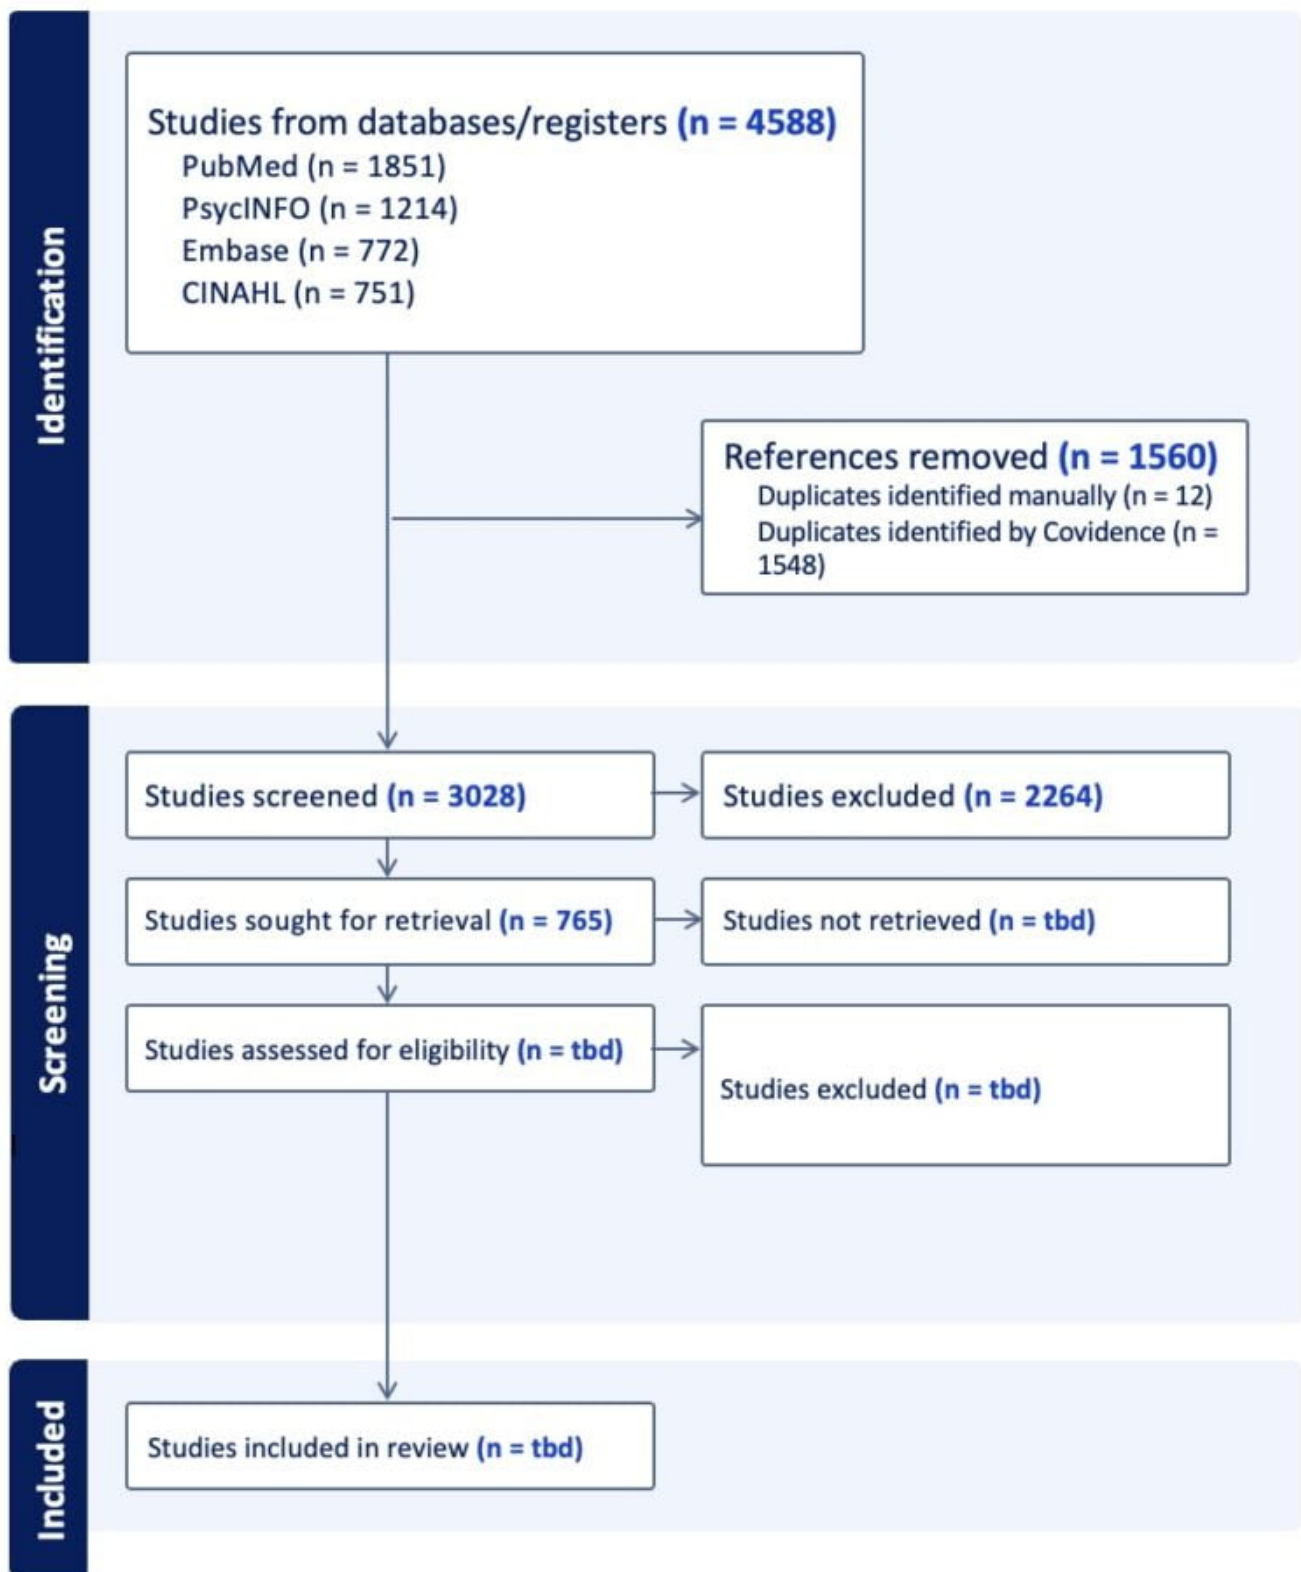 Identification
Studies from databases/registers (n = 4588)
PubMed (n = 1851)
PsycINFO (n = 1214)
Embase (n = 772)
CINAHL (n = 751)
References removed (n = 1560)
Duplicates identified manually (n = 12)
Duplicates identified by Covidence (n =
1548)
Screening
Studies screened (n = 3028)
Studies excluded (n = 2264)
Studies sought for retrieval (n = 765)
Studies not retrieved (n = tbd)
Studies assessed for eligibility (n = tbd)
Studies excluded (n = tbd)
Included
Studies included in review (n = tbd)